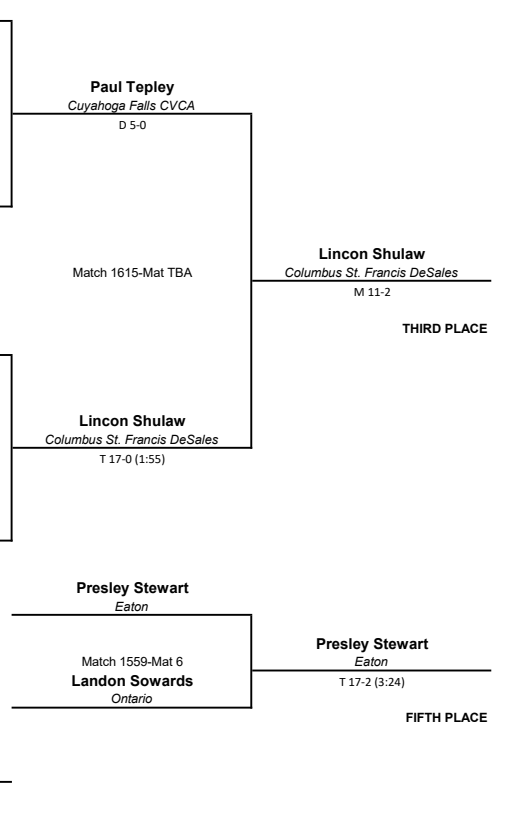 Paul Tepley
Cuyahoga Falls CVCA
D 5-0
Match 1615-Mat TBA
Lincon Shulaw
Columbus St. Francis DeSales
M 11-2
THIRD PLACE
Lincon Shulaw
Columbus St. Francis DeSales
T 17-0 (1:55)
Presley Stewart
Eaton
Match 1559-Mat 6
Landon Sowards
Ontario
Presley Stewart
Eaton
T 17-2 (3:24)
FIFTH PLACE